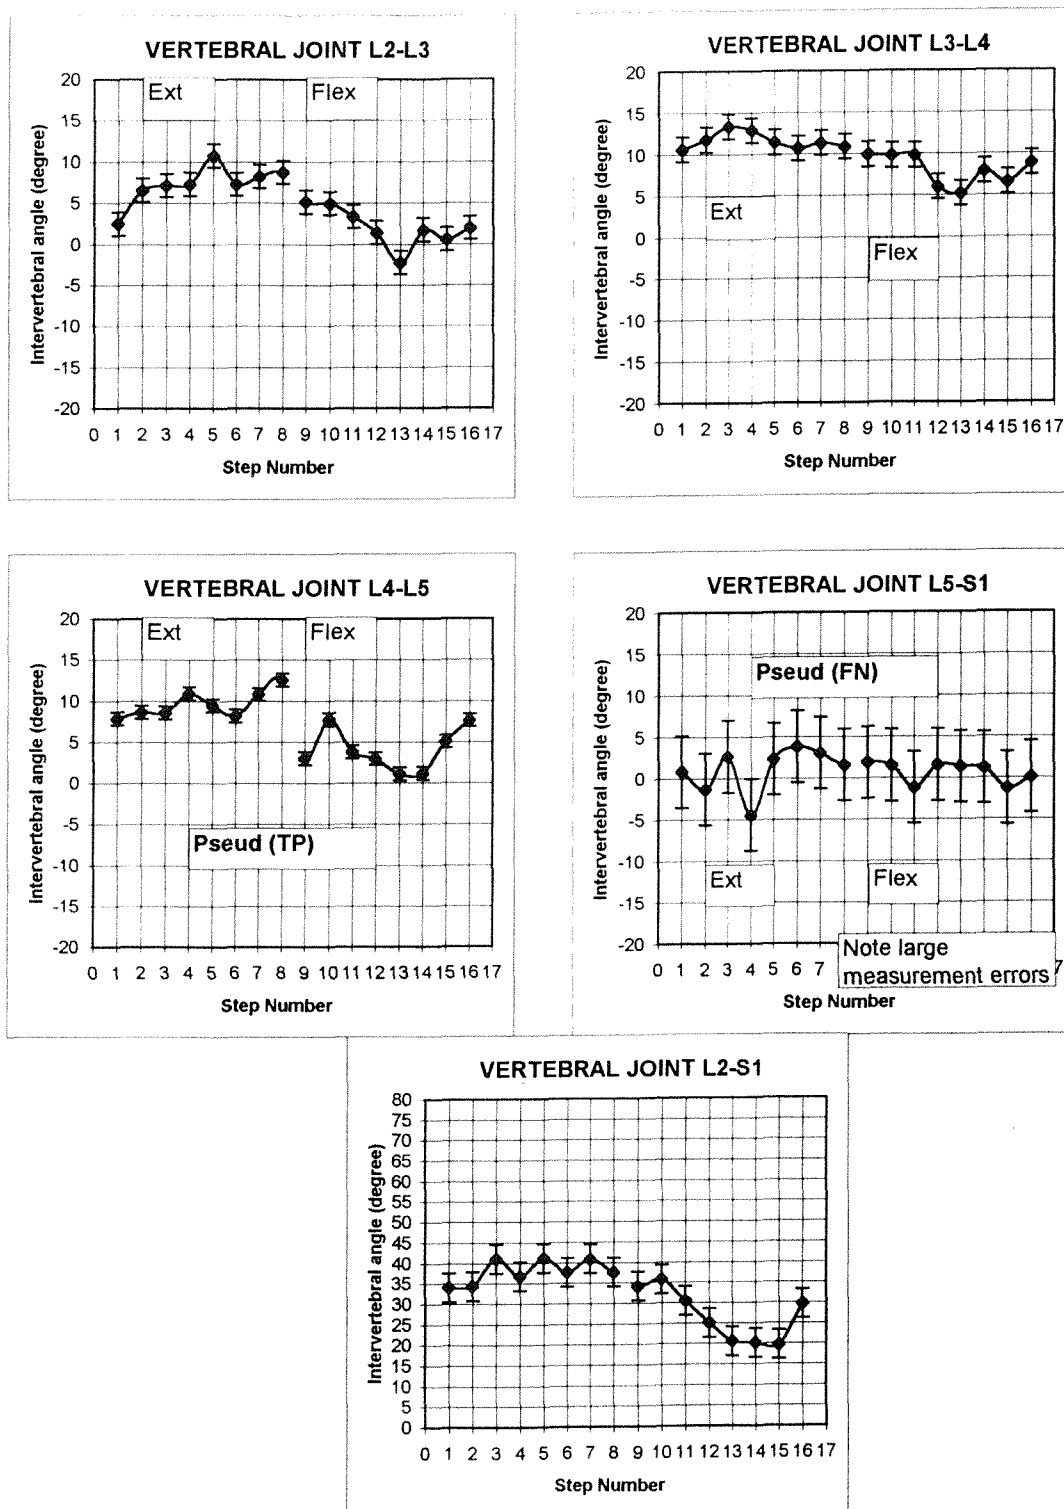 VERTEBRAL JOINT L2-L3
Intervertebral angle (degree)
20
15
10
5
0
-5
-10
-15
-20
Ext
Flex
0 1 2 3 4 5 6 7 8 9 10 11 12 13 14 15 16 17
Step Number
VERTEBRAL JOINT L3-L4
Intervertebral angle (degree)
20
15
10
5
0
-5
-10
-15
-20
Ext
Flex
0 1 2 3 4 5 6 7 8 9 10 11 12 13 14 15 16 17
Step Number
VERTEBRAL JOINT L4-L5
Intervertebral angle (degree)
20
15
10
5
0
-5
-10
-15
-20
Ext
Flex
Pseud (TP)
0 1 2 3 4 5 6 7 8 9 10 11 12 13 14 15 16 17
Step Number
VERTEBRAL JOINT L5-S1
Intervertebral angle (degree)
20
15
10
5
0
-5
-10
-15
-20
Pseud (FN)
Ext
Flex
Note large
measurement errors
0 1 2 3 4 5 6 7 7
Step Number
VERTEBRAL JOINT L2-S1
Intervertebral angle (degree)
80
75
70
65
60
55
50
45
40
35
30
25
20
15
10
5
0
0 1 2 3 4 5 6 7 8 9 10 11 12 13 14 15 16 17
Step Number